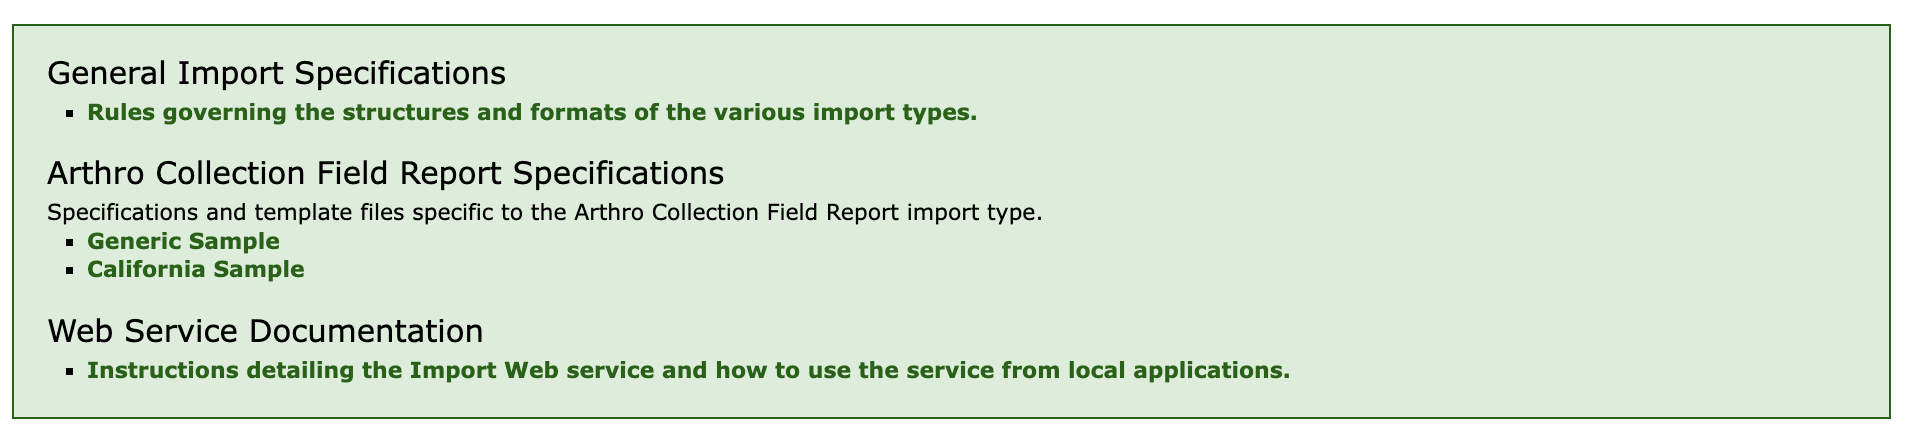 General Import Specifications
Rules governing the structures and formats of the various import types.
Arthro Collection Field Report Specifications
Specifications and template files specific to the Arthro Collection Field Report import type.
Generic Sample
California Sample
Web Service Documentation
Instructions detailing the Import Web service and how to use the service from local applications.